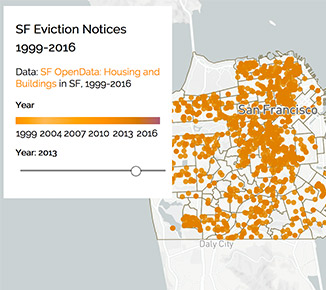 SF Eviction Notices
1999-2016
Data: SF OpenData: Housing and
Buildings in SF, 1999-2016
Year
1999 2004 2007 2010 2013 2016
Year: 2013
San Francisco
Daly City